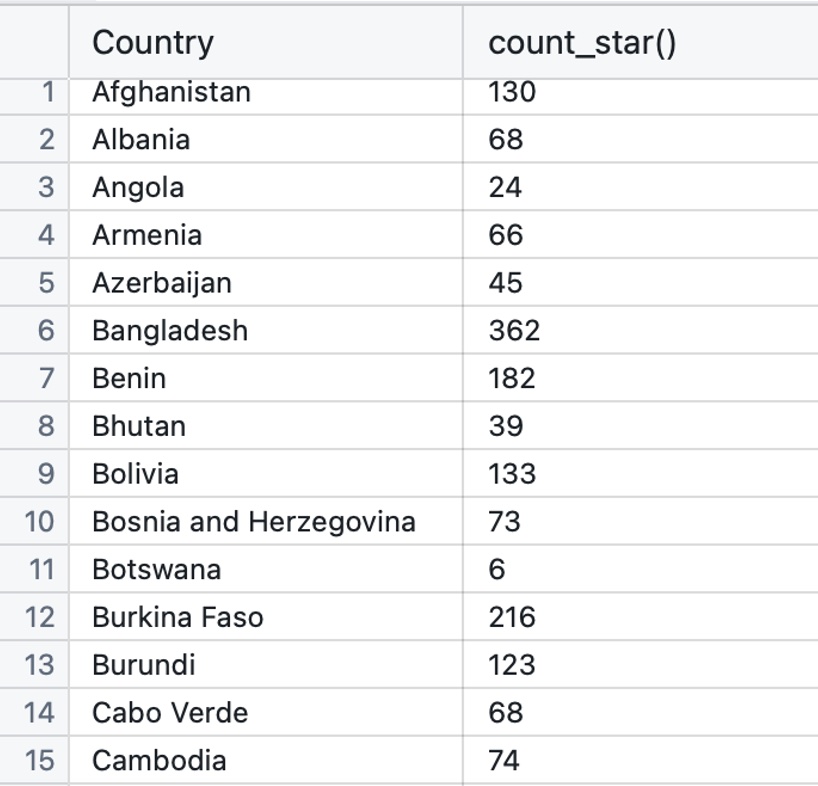 Country count_star()
1 Afghanistan 130
2 Albania 68
3 Angola 24
4 Armenia 66
5 Azerbaijan 45
6 Bangladesh 362
7 Benin 182
8 Bhutan 39
9 Bolivia 133
10 Bosnia and Herzegovina 73
11 Botswana 6
12 Burkina Faso 216
13 Burundi 123
14 Cabo Verde 68
15 Cambodia 74